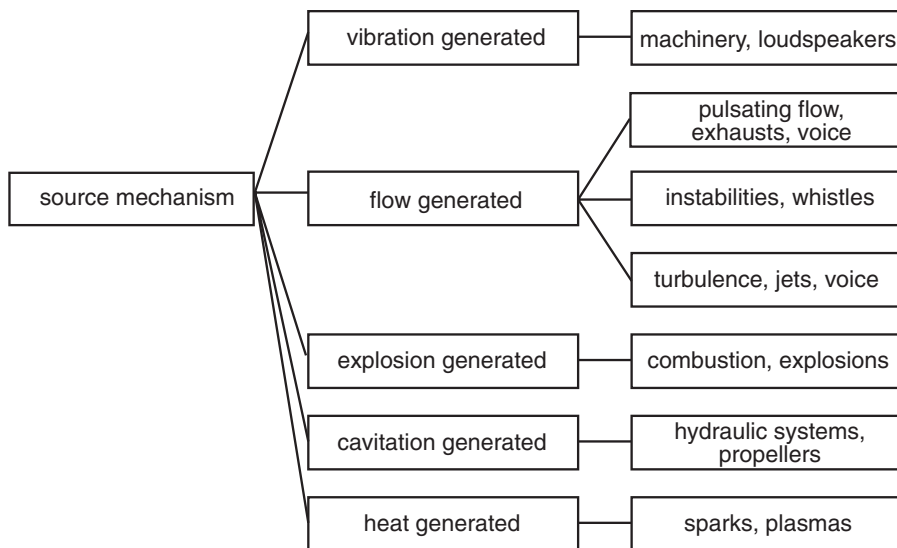 vibration generated
machinery, loudspeakers
pulsating flow,
exhausts, voice
source mechanism
flow generated
instabilities, whistles
turbulence, jets, voice
explosion generated
combustion, explosions
cavitation generated
hydraulic systems,
propellers
heat generated
sparks, plasmas